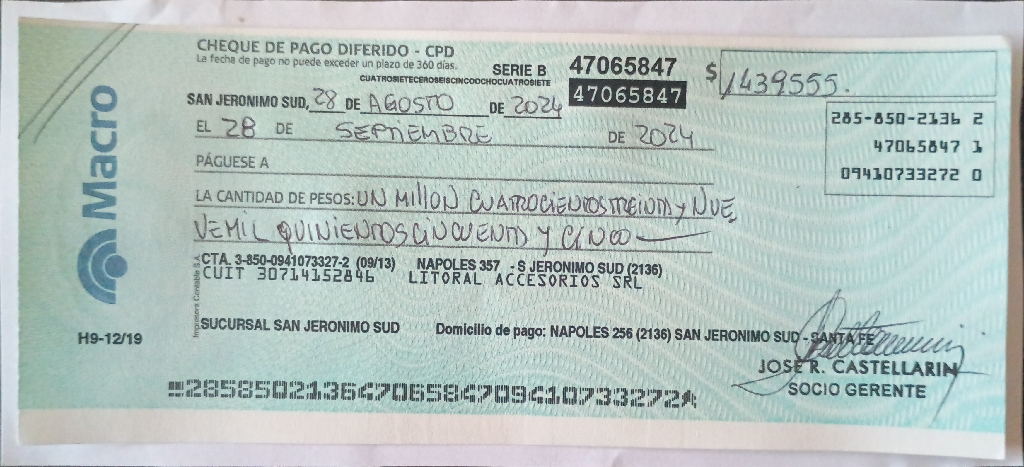 CHEQUE DE PAGO DIFERIDO - CPD
La fecha de pago no puede exceder un plazo de 360 días.
SERIE B 47065847
CUATROSIETECEROSEISCINCOOCHOCUATROSIETE
47065847
$ 1439555.
SAN JERONIMO SUD, 28 DE AGOSTO DE 2024
285-850-2136 2
EL 28 DE SEPTIEMBRE DE 2024
47065847 1
PÁGUESE A
09410733272 0
LA CANTIDAD DE PESOS: UN MILLON CUATROCIENTOS TREINTA y NUE
VE MIL QUINIENTOS CINCUENTA Y CINCO
CTA. 3-850-0941073327-2 (09/13) NAPOLES 357 - S JERONIMO SUD (2136)
CUIT 30714152846 LITORAL ACCESORIOS SRL
Macro
H9-12/19
SUCURSAL SAN JERONIMO SUD Domicilio de pago: NAPOLES 256 (2136) SAN JERONIMO SUD - SANTA FE
JOSE R. CASTELLARIN
SOCIO GERENTE
28585021364706584709410733272